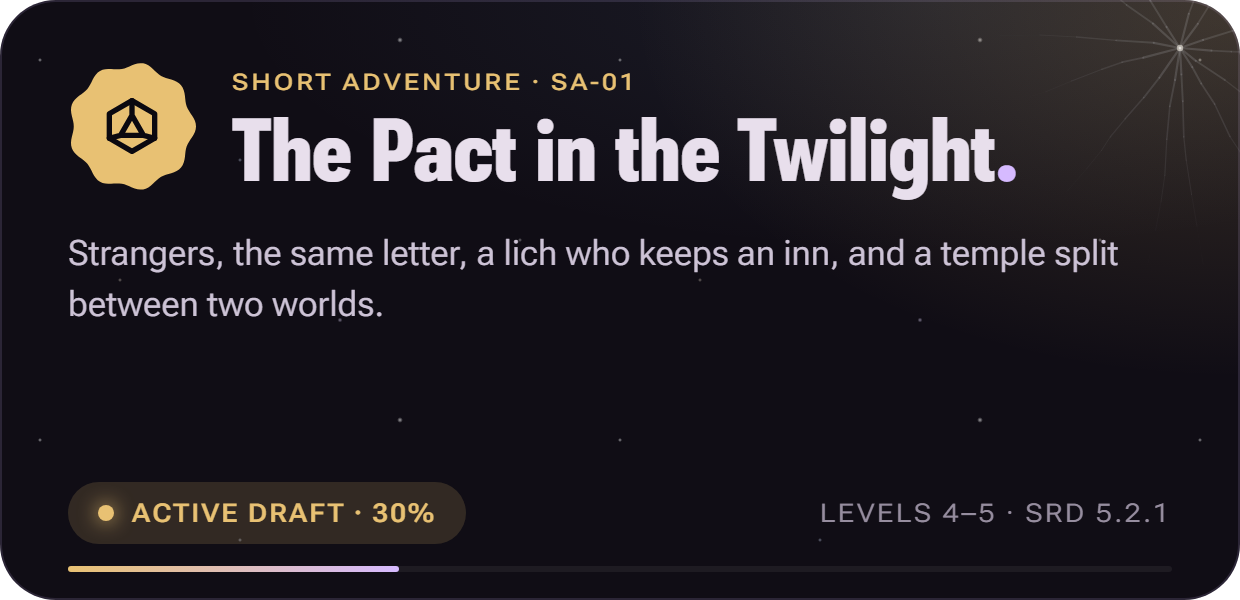 SHORT ADVENTURE · SA-01
The Pact in the Twilight.
Strangers, the same letter, a lich who keeps an inn, and a temple split
between two worlds.
ACTIVE DRAFT · 30%
LEVELS 4–5 · SRD 5.2.1